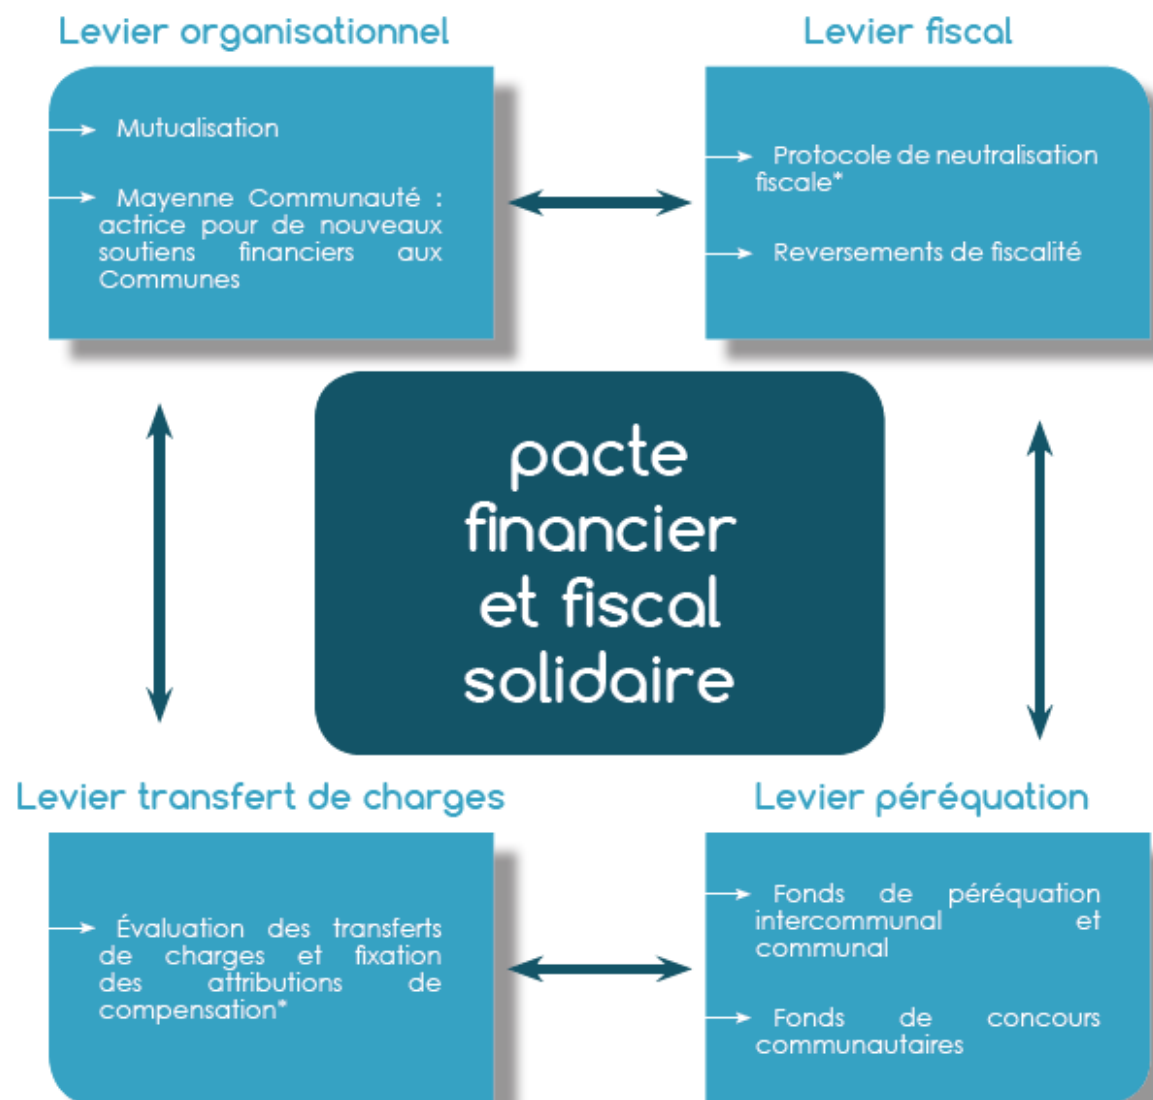 Levier organisationnel
Mutualisation
Mayenne Communauté :
actrice pour de nouveaux
soutiens financiers aux
Communes
Levier fiscal
Protocole de neutralisation
fiscale*
Reversements de fiscalité
pacte
financier
et fiscal
solidaire
Levier transfert de charges
Évaluation des transferts
de charges et fixation
des attributions de
compensation*
Levier péréquation
Fonds de péréquation
intercommunal et
communal
Fonds de concours
communautaires